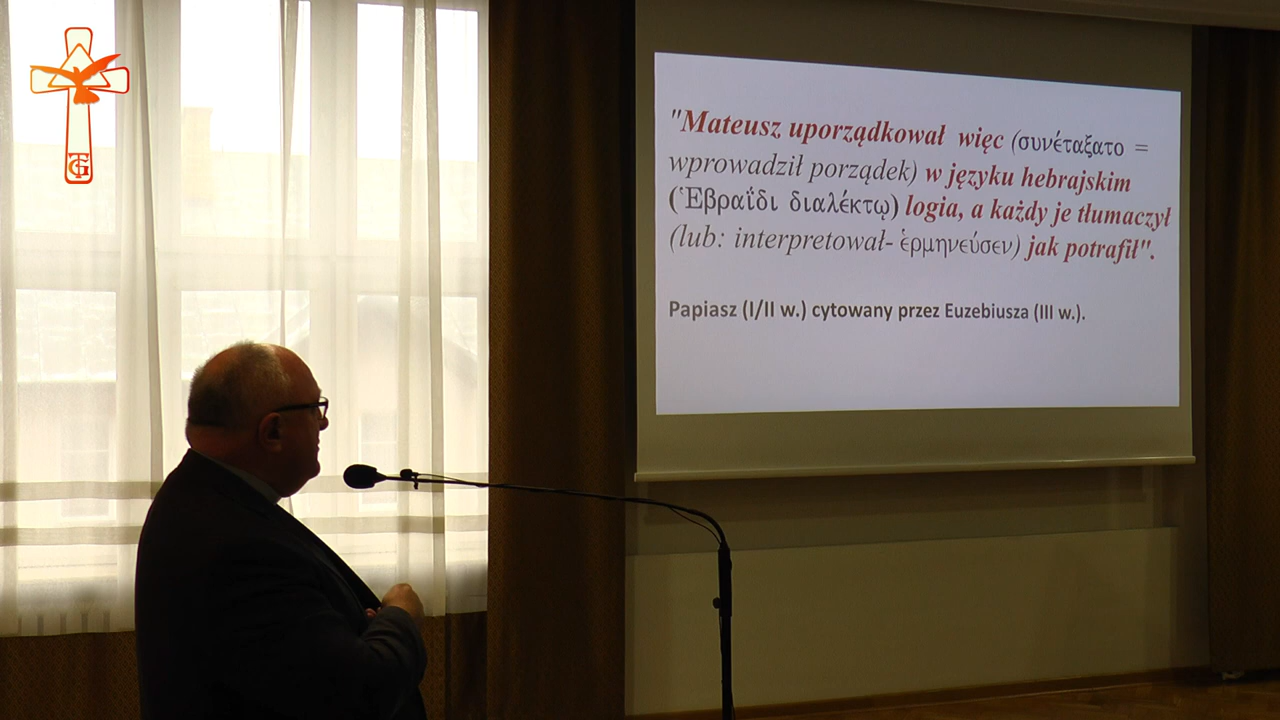 "Mateusz uporządkował więc (συνέταξατο =
wprowadził porządek) w języku hebrajskim
(Ἑβραΐδι διαλέκτῳ) logia, a każdy je tłumaczył
(lub: interpretował- ἑρμηνεύσεν) jak potrafił".
Papiasz (I/II w.) cytowany przez Euzebiusza (III w.).